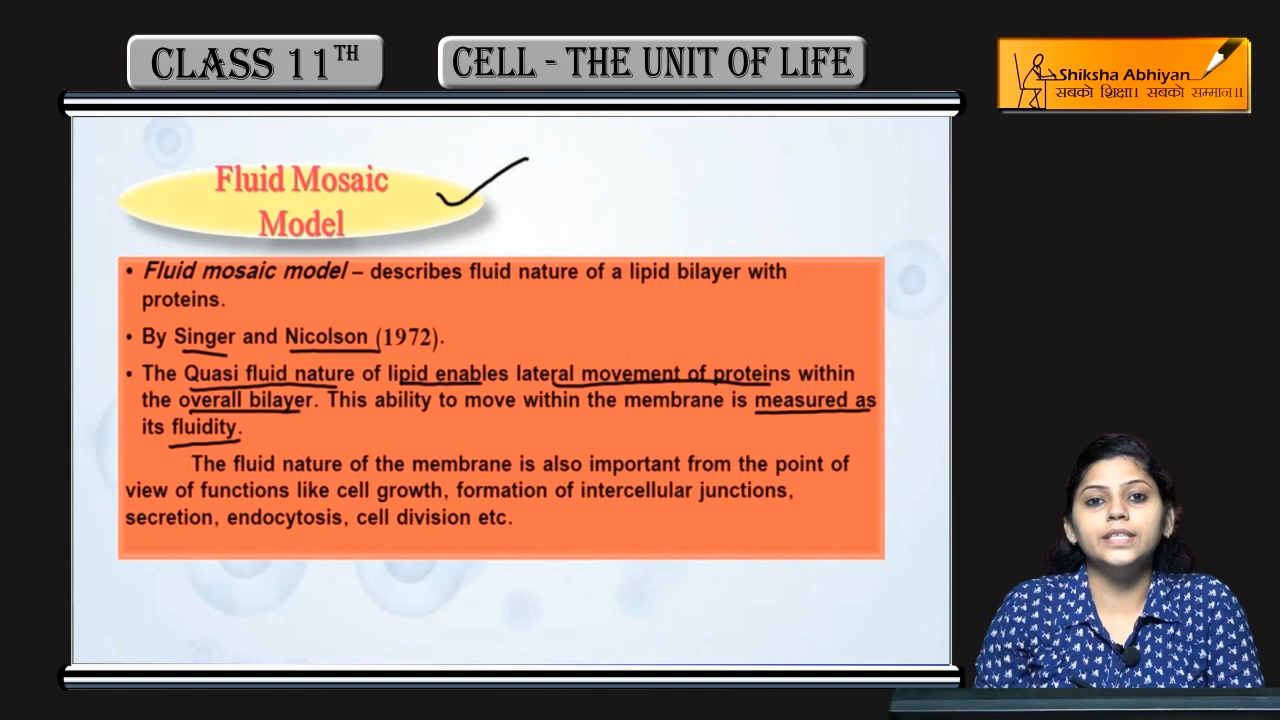 CLASS 11TH
CELL - THE UNIT OF LIFE
Shiksha Abhiyan
सबको शिक्षा। सबको सम्मान।।
Fluid Mosaic
Model
• Fluid mosaic model – describes fluid nature of a lipid bilayer with
proteins.
• By Singer and Nicolson (1972).
• The Quasi fluid nature of lipid enables lateral movement of proteins within
the overall bilayer. This ability to move within the membrane is measured as
its fluidity.
The fluid nature of the membrane is also important from the point of
view of functions like cell growth, formation of intercellular junctions,
secretion, endocytosis, cell division etc.